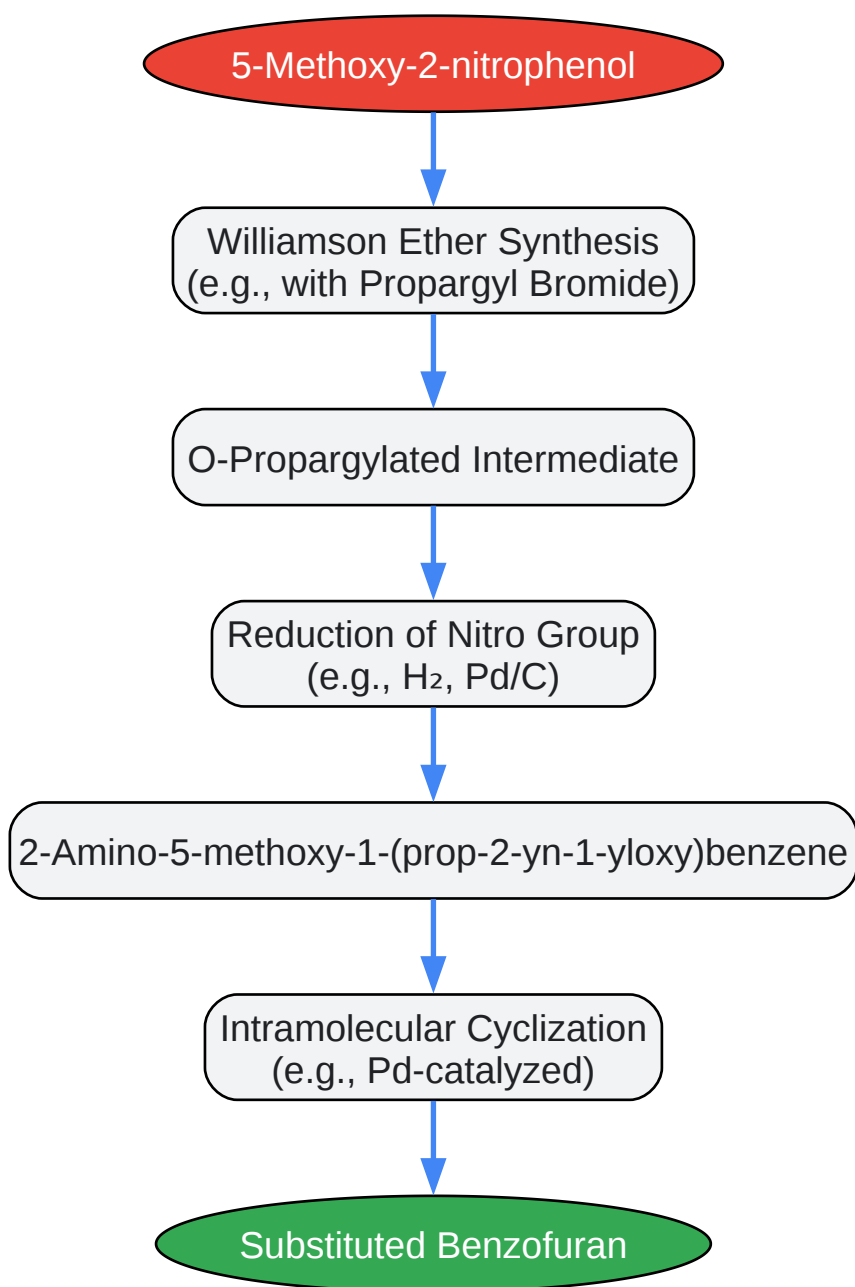 5-Methoxy-2-nitrophenol
Williamson Ether Synthesis
(e.g., with Propargyl Bromide)
O-Propargylated Intermediate
Reduction of Nitro Group
(e.g., H₂, Pd/C)
2-Amino-5-methoxy-1-(prop-2-yn-1-yloxy)benzene
Intramolecular Cyclization
(e.g., Pd-catalyzed)
Substituted Benzofuran